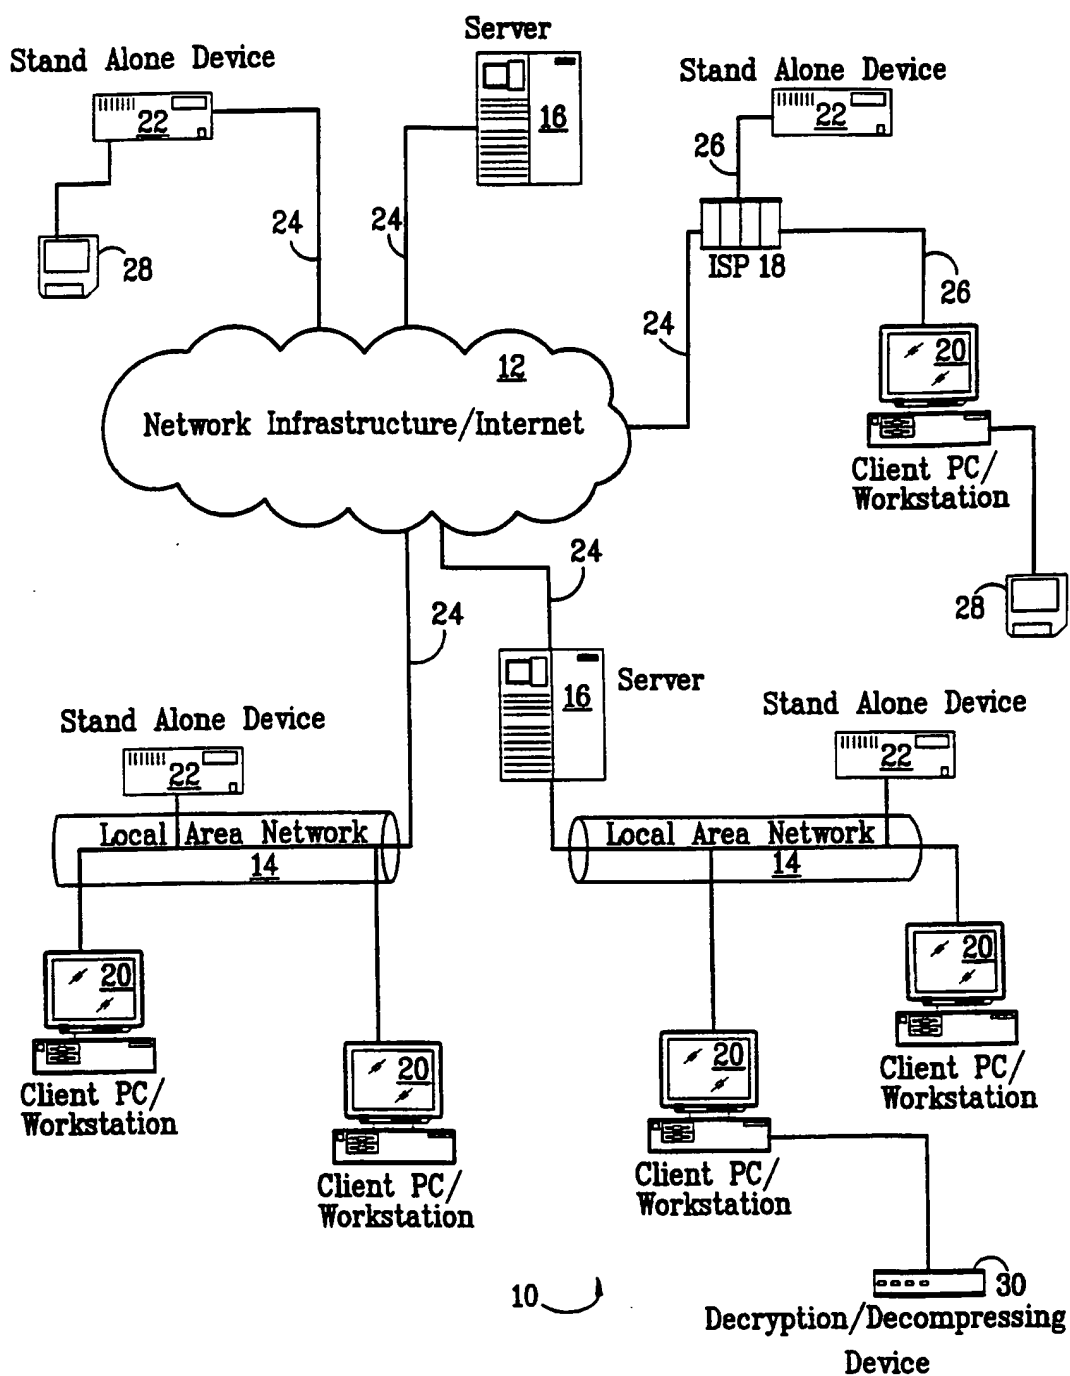 Server
Stand Alone Device
22
16
Stand Alone Device
22
26
24
24
28
ISP 18
26
24
20
12
Network Infrastructure/Internet
Client PC/
Workstation
24
24
28
Server
16
Stand Alone Device
22
Stand Alone Device
22
Local Area Network
14
Local Area Network
14
20
Client PC/
Workstation
20
Client PC/
Workstation
20
Client PC/
Workstation
20
Client PC/
Workstation
10
30
Decryption/Decompressing
Device